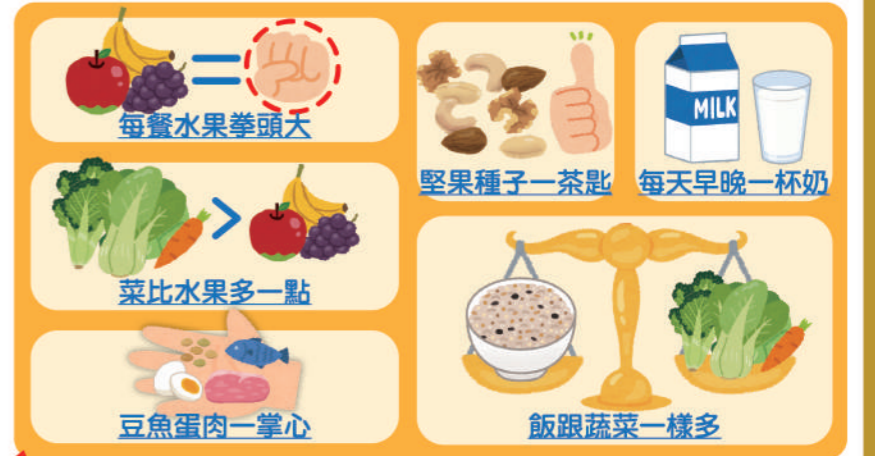 每餐水果拳頭大
堅果種子一茶匙
MILK
每天早晚一杯奶
菜比水果多一點
豆魚蛋肉一掌心
飯跟蔬菜一樣多